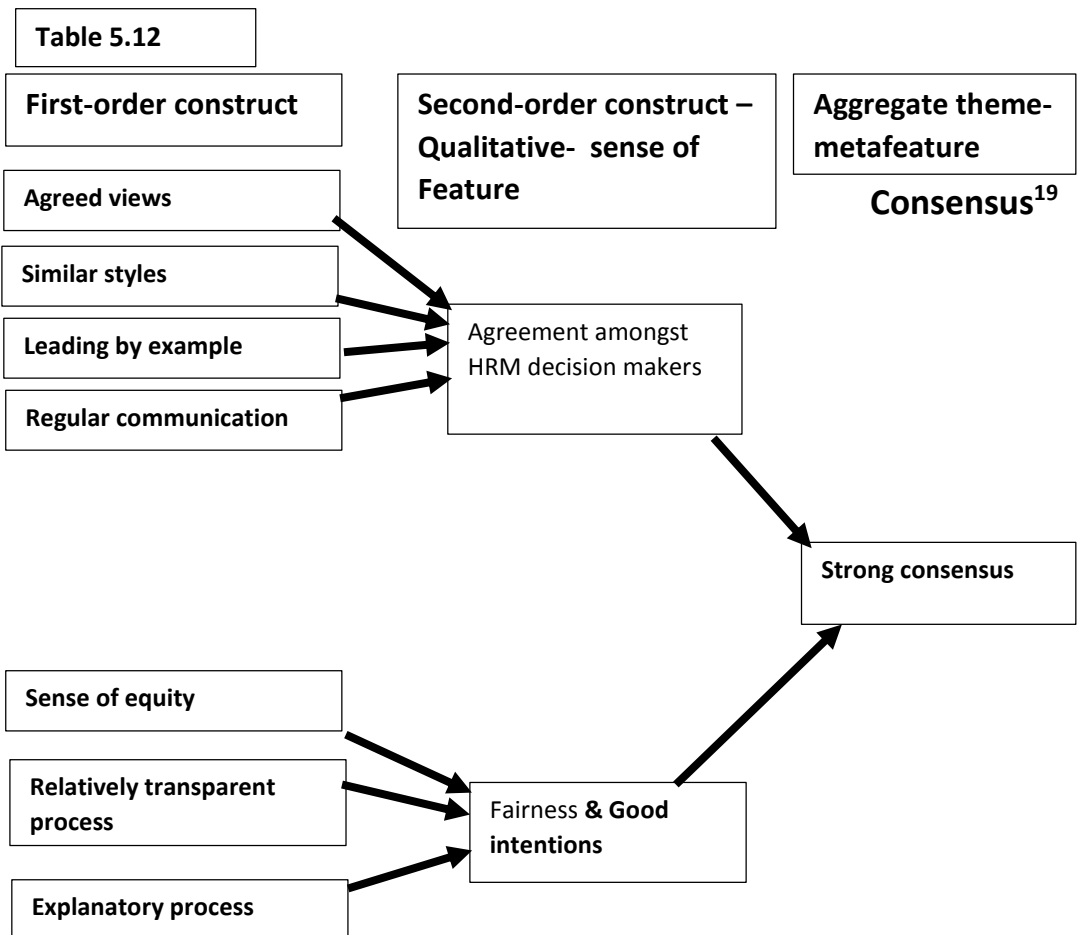 Table 5.12
First-order construct
Second-order construct –
Qualitative- sense of
Feature
Aggregate theme-
metafeature
Consensus19
Agreed views
Similar styles
Leading by example
Regular communication
Agreement amongst
HRM decision makers
Strong consensus
Sense of equity
Relatively transparent
process
Explanatory process
Fairness & Good
intentions